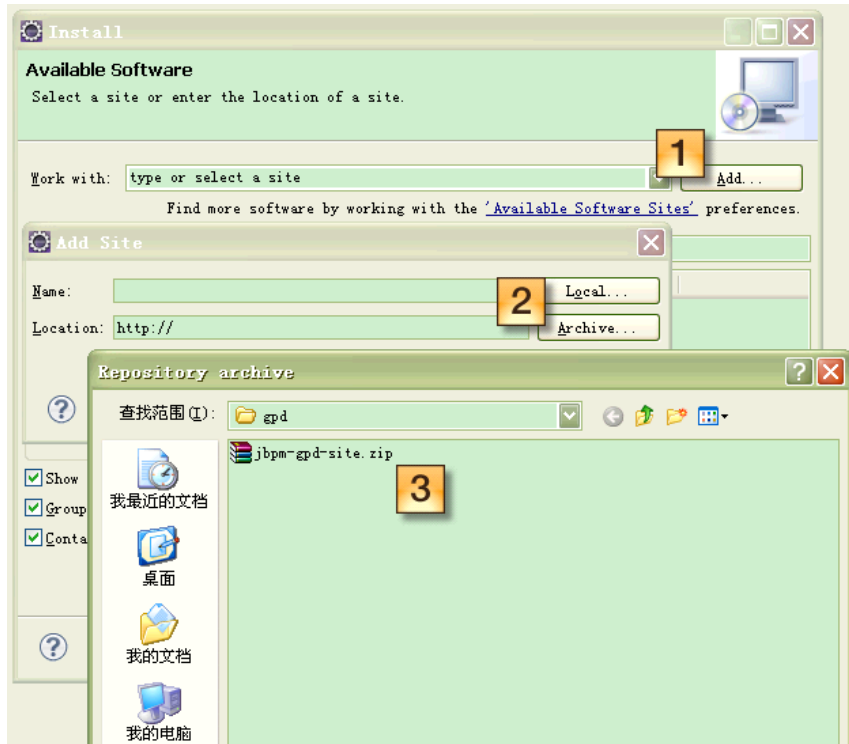 Install
Available Software
Select a site or enter the location of a site.
1
Work with: type or select a site Add...
Find more software by working with the 'Available Software Sites' preferences.
Add Site
Name: 2 Local...
Location: http:// Archive...
Repository archive
查找范围(I): gpd
jbpm-gpd-site.zip
3
Show
我最近的文档
Group
Conta
桌面
我的文档
我的电脑